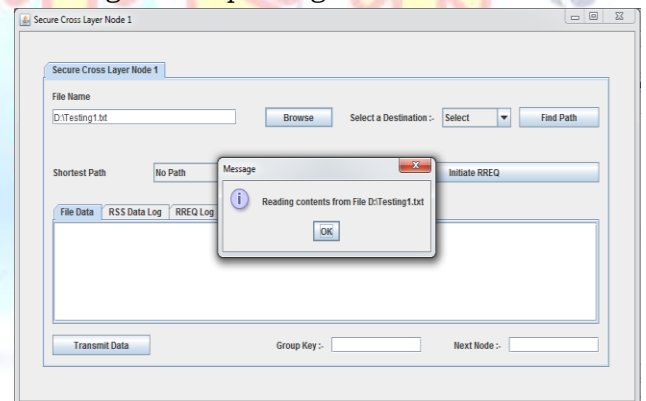 Secure Cross Layer Node 1
Secure Cross Layer Node 1
File Name
D:\Testing1.txt
Browse
Select a Destination :-
Select
Find Path
Shortest Path
No Path
Initiate RREQ
Message
Reading contents from File D:\Testing1.txt
OK
File Data
RSS Data Log
RREQ Log
Transmit Data
Group Key :-
Next Node :-